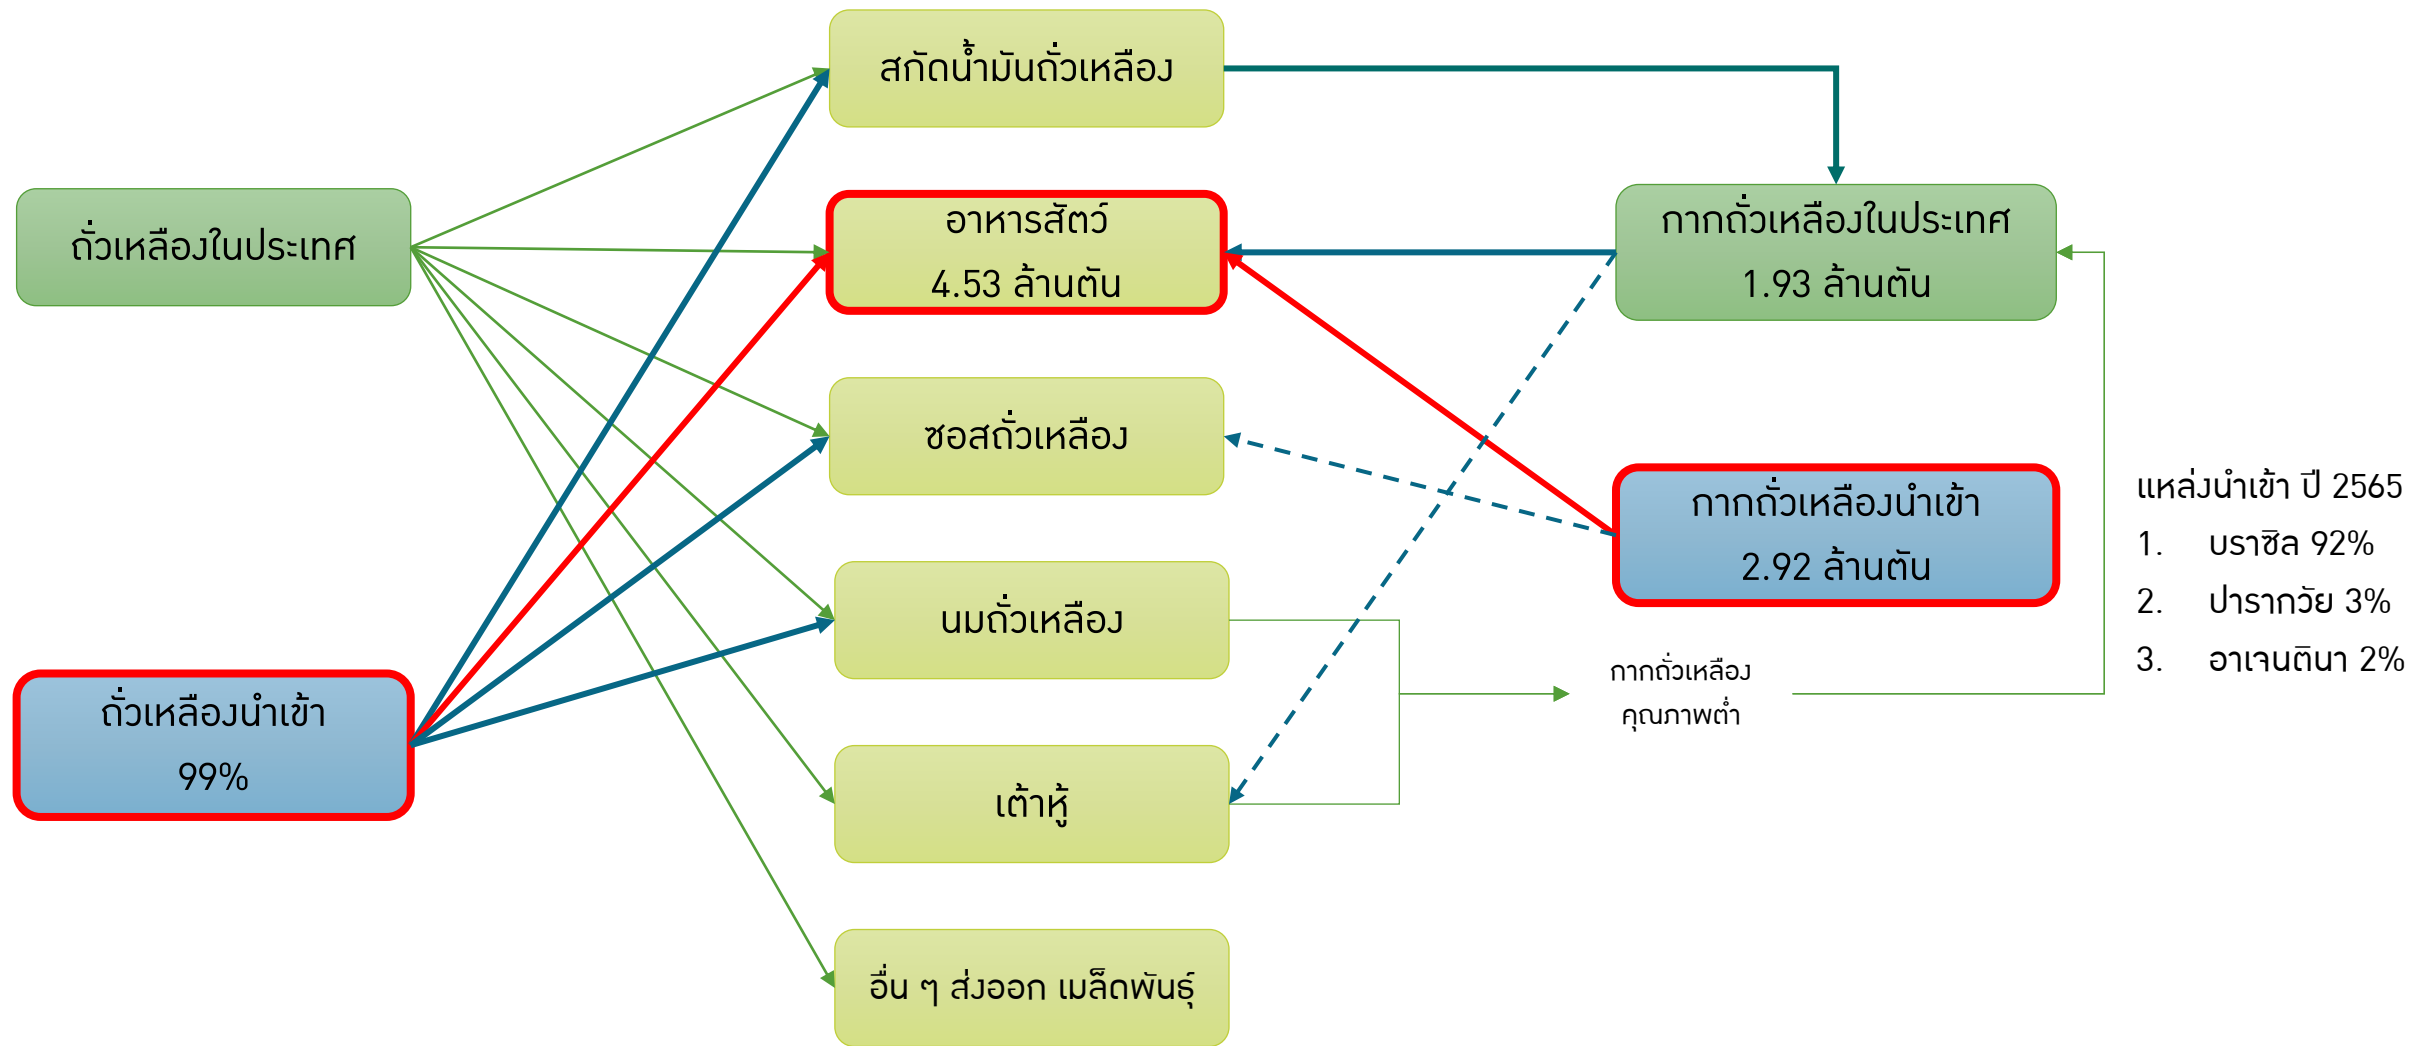 สกัดน้ำมันถั่วเหลือง
ถั่วเหลืองในประเทศ
อาหารสัตว์
4.53 ล้านตัน
กากถั่วเหลืองในประเทศ
1.93 ล้านตัน
ซอสถั่วเหลือง
กากถั่วเหลืองนำเข้า
2.92 ล้านตัน
แหล่งนำเข้า ปี 2565
1. บราซิล 92%
2. ปารากวัย 3%
3. อาเจนตินา 2%
นมถั่วเหลือง
กากถั่วเหลือง
คุณภาพต่ำ
ถั่วเหลืองนำเข้า
99%
เต้าหู้
อื่น ๆ ส่งออก เมล็ดพันธุ์